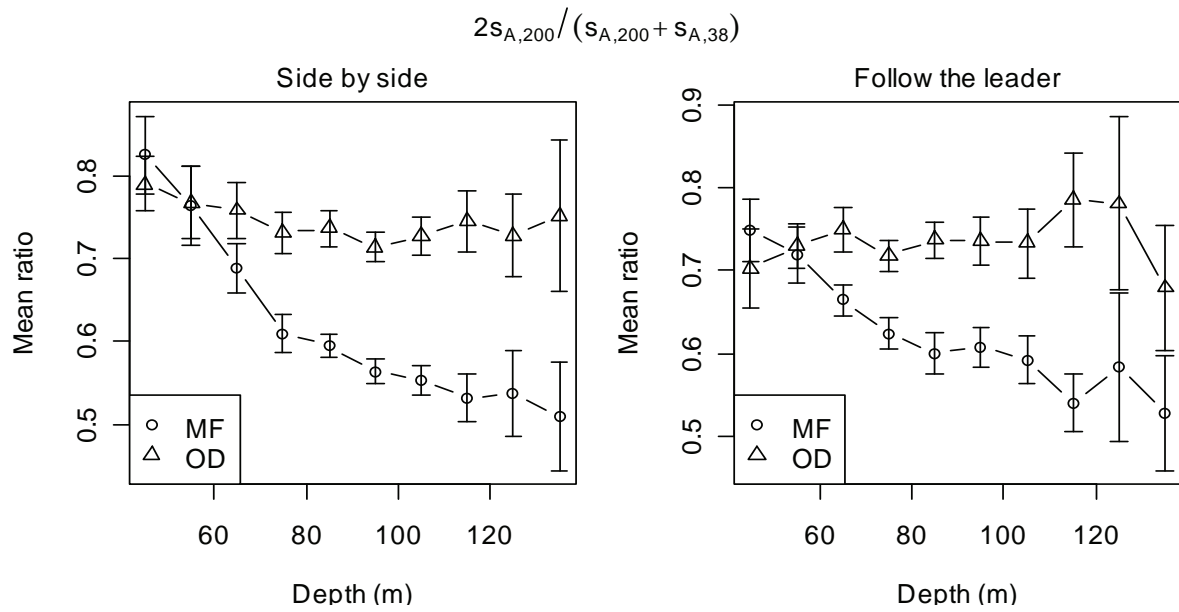 2s_A,200 / (s_A,200 + s_A,38)
Side by side
Mean ratio
0.8
0.7
0.6
0.5
MF
OD
60 80 100 120
Depth (m)
Follow the leader
Mean ratio
0.9
0.8
0.7
0.6
0.5
MF
OD
60 80 100 120
Depth (m)